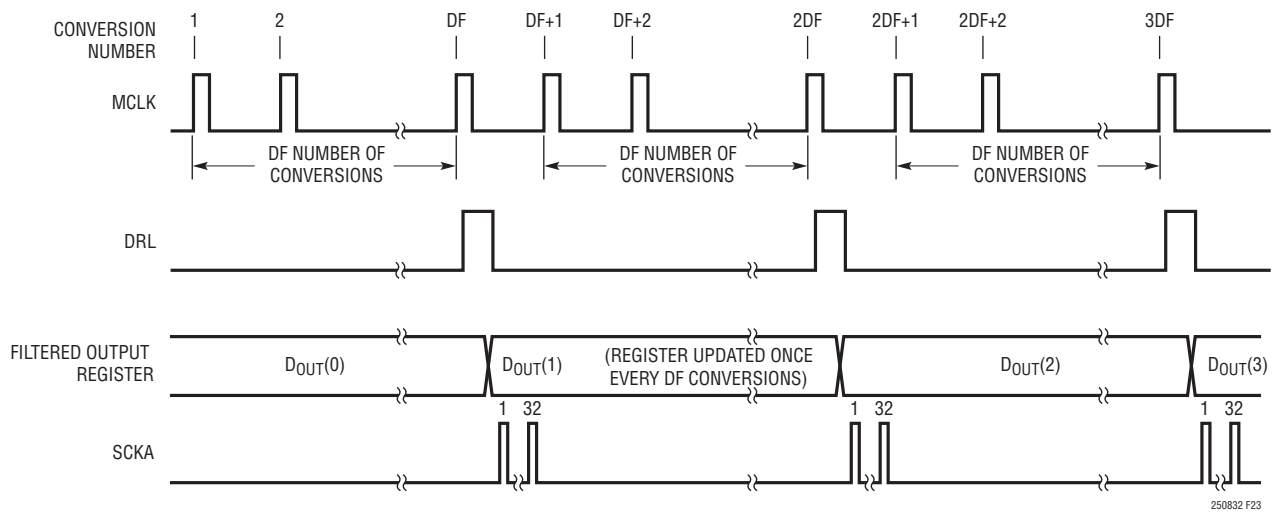 CONVERSION
NUMBER
1 2 DF DF+1 DF+2 2DF 2DF+1 2DF+2 3DF
MCLK
DF NUMBER OF
CONVERSIONS
DF NUMBER OF
CONVERSIONS
DF NUMBER OF
CONVERSIONS
DRL
FILTERED OUTPUT
REGISTER
DOUT(0)
DOUT(1)
(REGISTER UPDATED ONCE
EVERY DF CONVERSIONS)
DOUT(2)
DOUT(3)
1 32 1 32 1 32
SCKA
250832 F23